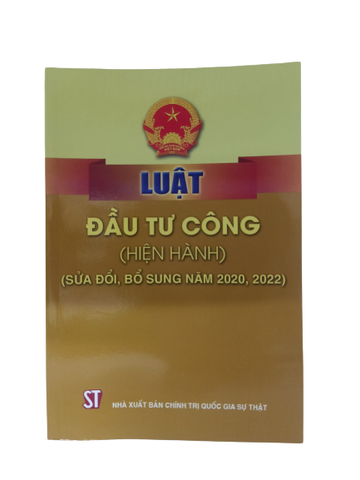 LUẬT
ĐẦU TƯ CÔNG
(HIỆN HÀNH)
(SỬA ĐỔI, BỔ SUNG NĂM 2020, 2022)
ST NHÀ XUẤT BẢN CHÍNH TRỊ QUỐC GIA SỰ THẬT